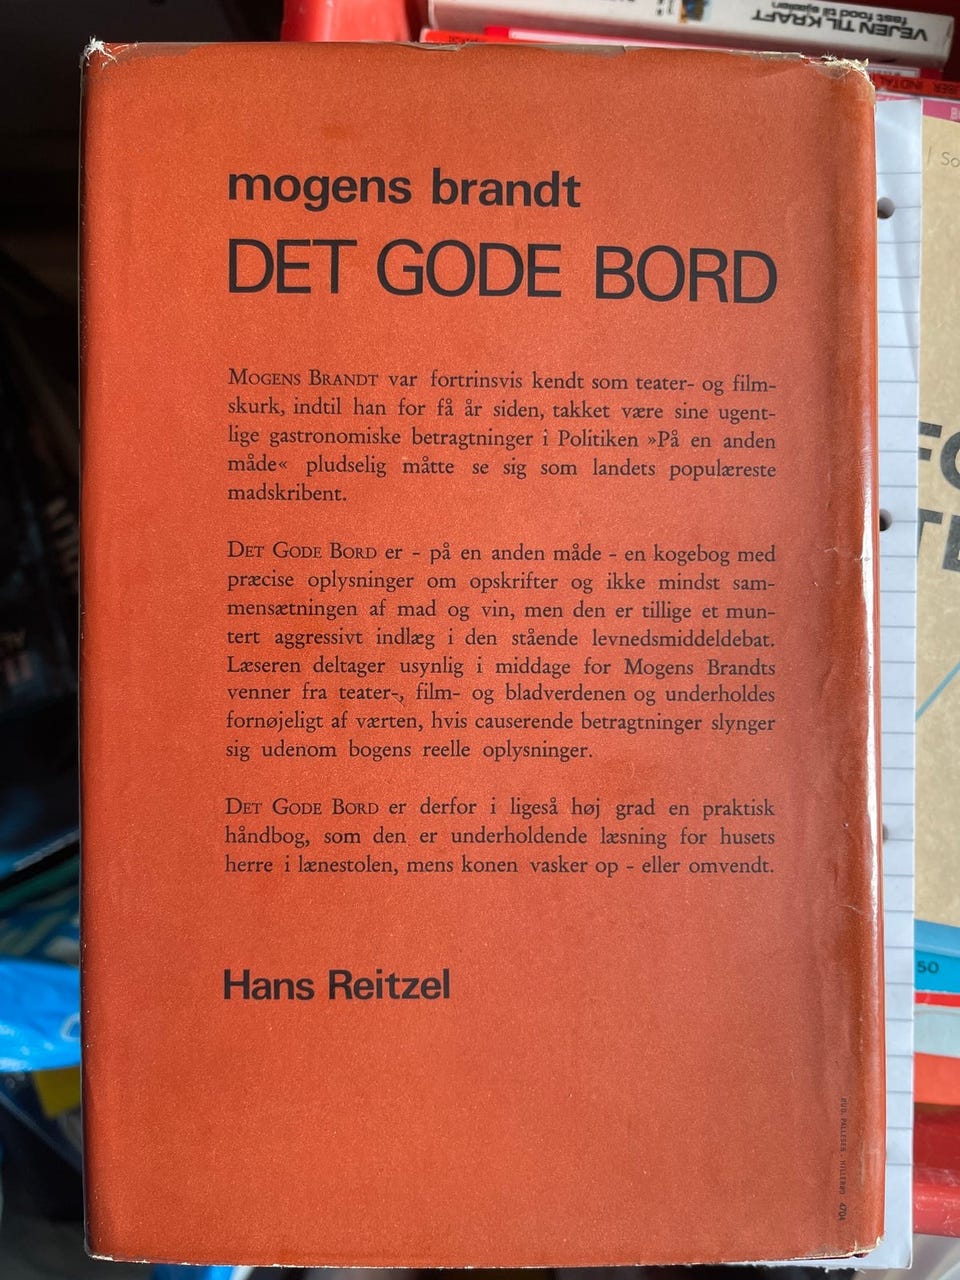 VEJEN TIL KRAFT
fast food til sjælen
mogens brandt
DET GODE BORD
MOGENS BRANDT var fortrinsvis kendt som teater- og film-
skurk, indtil han for få år siden, takket være sine ugent-
lige gastronomiske betragtninger i Politiken »På en anden
måde« pludselig måtte se sig som landets populæreste
madskribent.
DET GODE BORD er - på en anden måde - en kogebog med
præcise oplysninger om opskrifter og ikke mindst sam-
mensætningen af mad og vin, men den er tillige et mun-
tert aggressivt indlæg i den stående levnedsmiddeldebat.
Læseren deltager usynlig i middage for Mogens Brandts
venner fra teater-, film- og bladverdenen og underholdes
fornøjeligt af værten, hvis causerende betragtninger slynger
sig udenom bogens reelle oplysninger.
DET GODE BORD er derfor i ligeså høj grad en praktisk
håndbog, som den er underholdende læsning for husets
herre i lænestolen, mens konen vasker op - eller omvendt.
Hans Reitzel
50